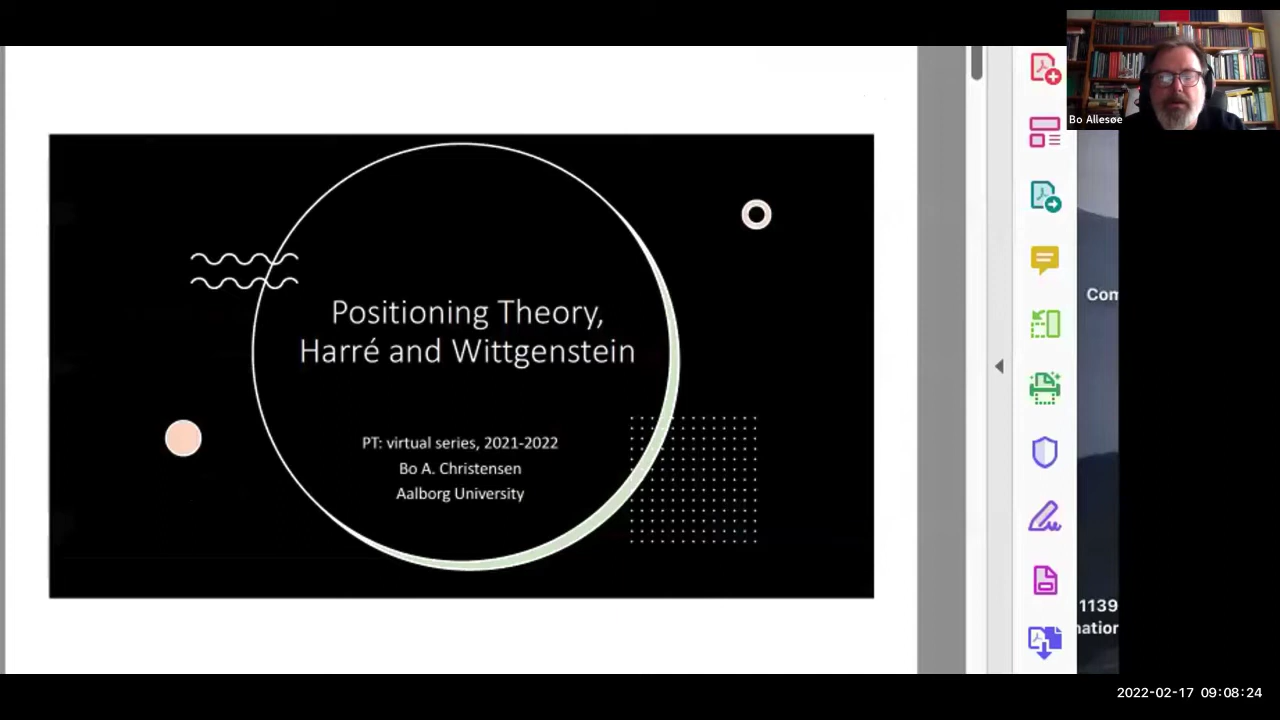 Bo Allesøe
Positioning Theory,
Harré and Wittgenstein
PT: virtual series, 2021-2022
Bo A. Christensen
Aalborg University
Com
1139
nation
2022-02-17 09:08:24